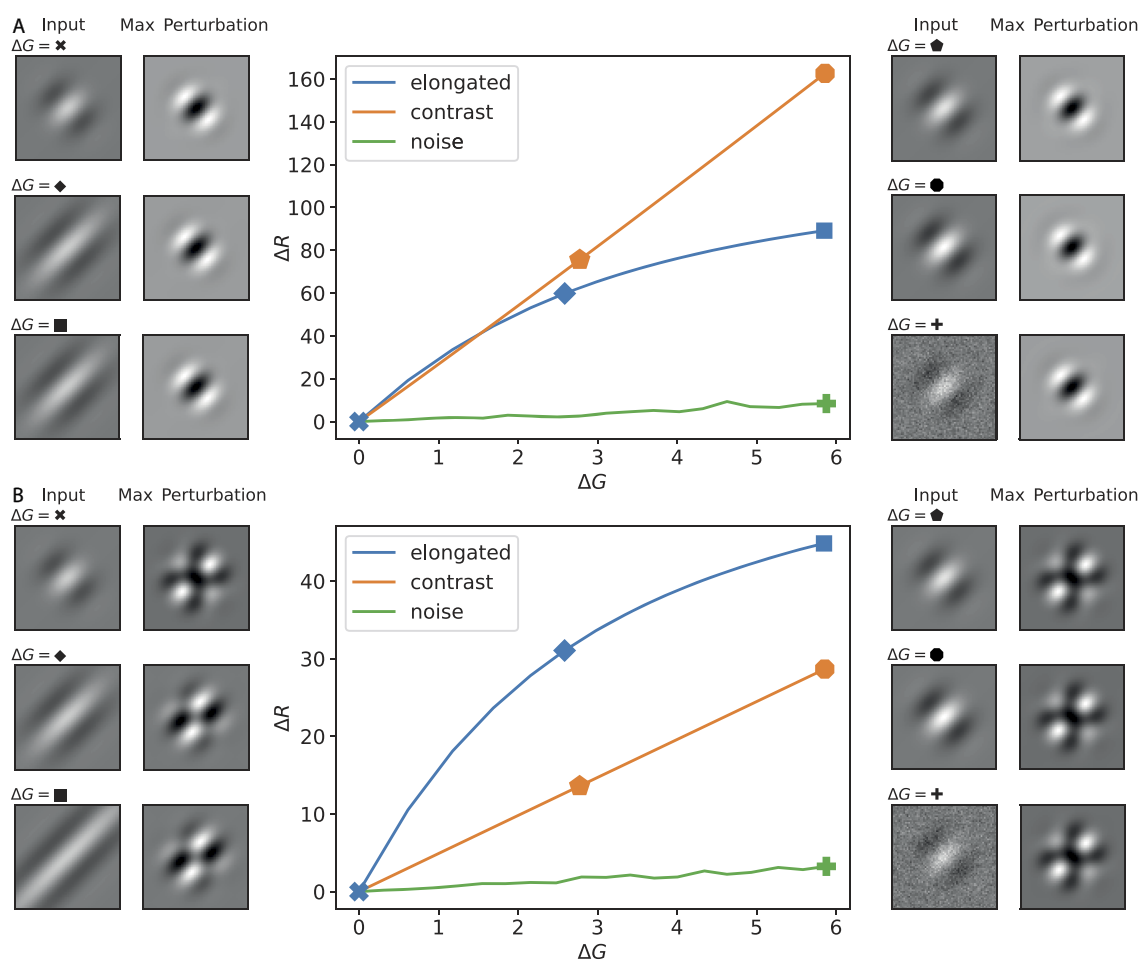 A Input Max Perturbation
ΔG = ✖
ΔG = ◆
ΔG = ■
160
140
120
100
80
60
40
20
0
ΔR
elongated
contrast
noise
0 1 2 3 4 5 6
ΔG
Input Max Perturbation
ΔG = ⬟
ΔG = ⯃
ΔG = ✚
B Input Max Perturbation
ΔG = ✖
ΔG = ◆
ΔG = ■
40
30
20
10
0
ΔR
elongated
contrast
noise
0 1 2 3 4 5 6
ΔG
Input Max Perturbation
ΔG = ⬟
ΔG = ⯃
ΔG = ✚